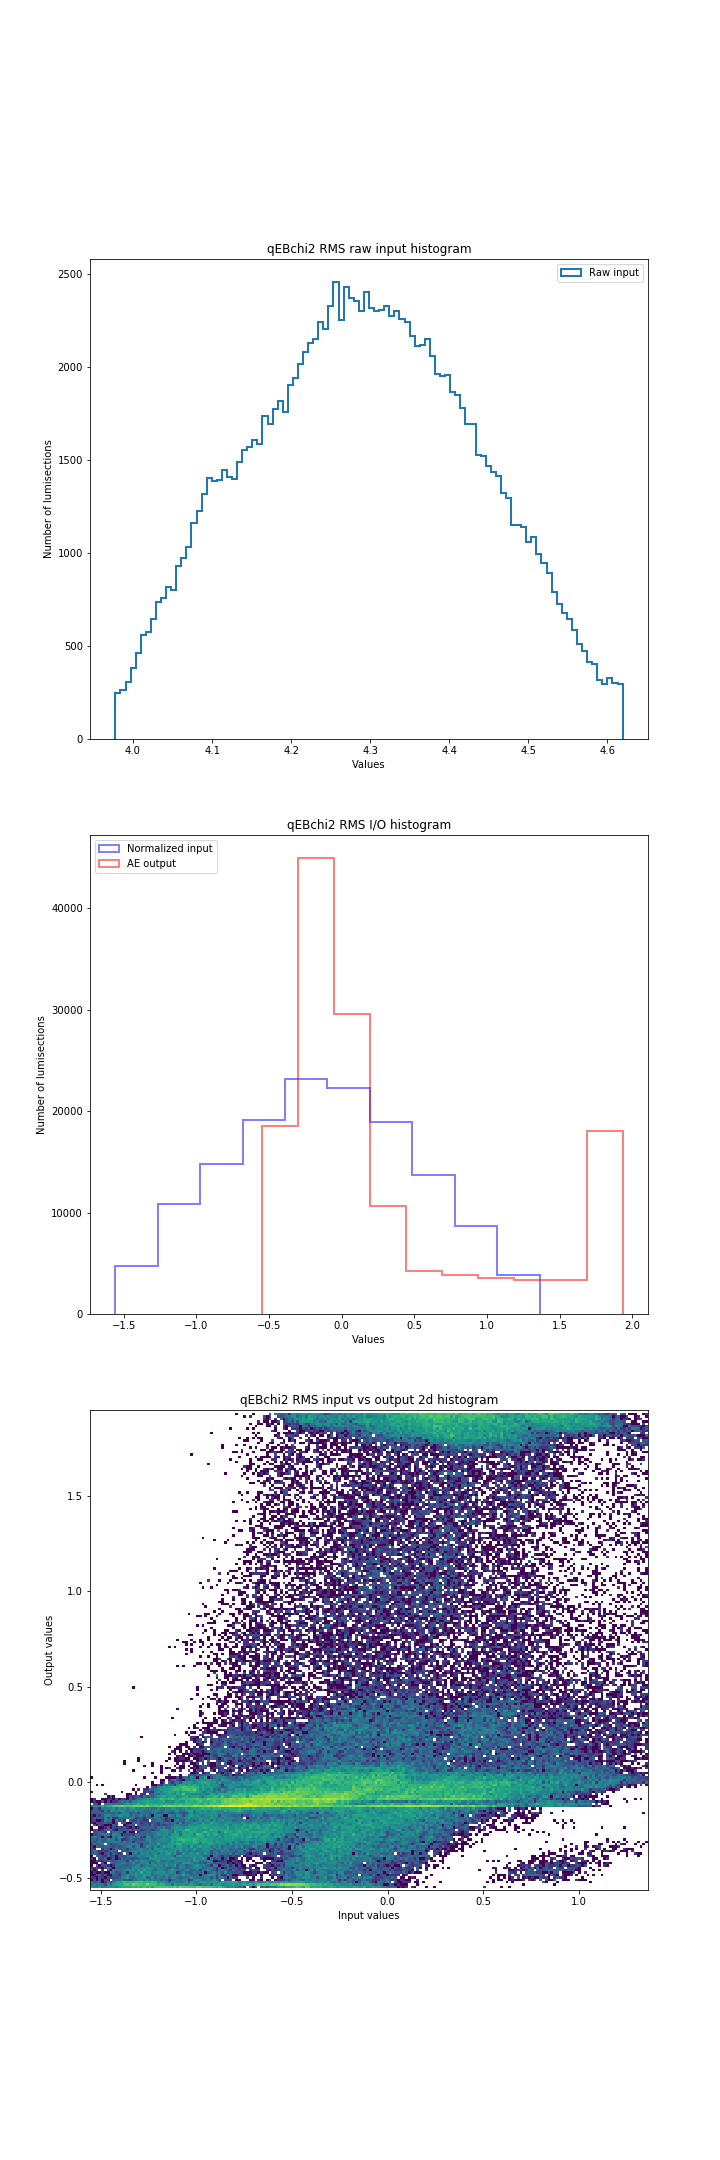 qEBchi2 RMS raw input histogram
Raw input
2500
2000
1500
1000
500
0
Number of lumisections
4.0 4.1 4.2 4.3 4.4 4.5 4.6
Values
qEBchi2 RMS I/O histogram
Normalized input
AE output
40000
30000
20000
10000
0
Number of lumisections
−1.5 −1.0 −0.5 0.0 0.5 1.0 1.5 2.0
Values
qEBchi2 RMS input vs output 2d histogram
1.5
1.0
0.5
0.0
−0.5
Output values
−1.5 −1.0 −0.5 0.0 0.5 1.0
Input values